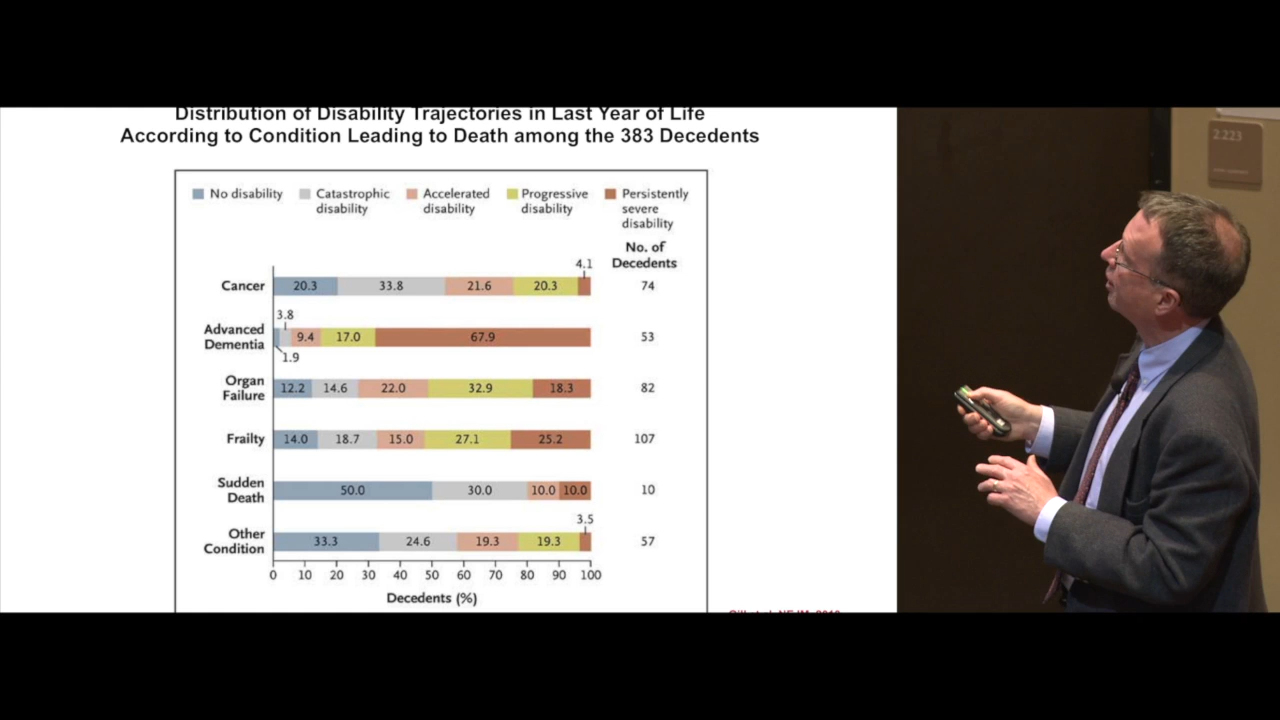 Distribution of Disability Trajectories in Last Year of Life
According to Condition Leading to Death among the 383 Decedents
No disability
Catastrophic
disability
Accelerated
disability
Progressive
disability
Persistently
severe
disability
No. of
Decedents
4.1
Cancer 20.3 33.8 21.6 20.3 74
3.8
Advanced
Dementia 9.4 17.0 67.9 53
1.9
Organ
Failure 12.2 14.6 22.0 32.9 18.3 82
Frailty 14.0 18.7 15.0 27.1 25.2 107
Sudden
Death 50.0 30.0 10.0 10.0 10
3.5
Other
Condition 33.3 24.6 19.3 19.3 57
0 10 20 30 40 50 60 70 80 90 100
Decedents (%)
2.223